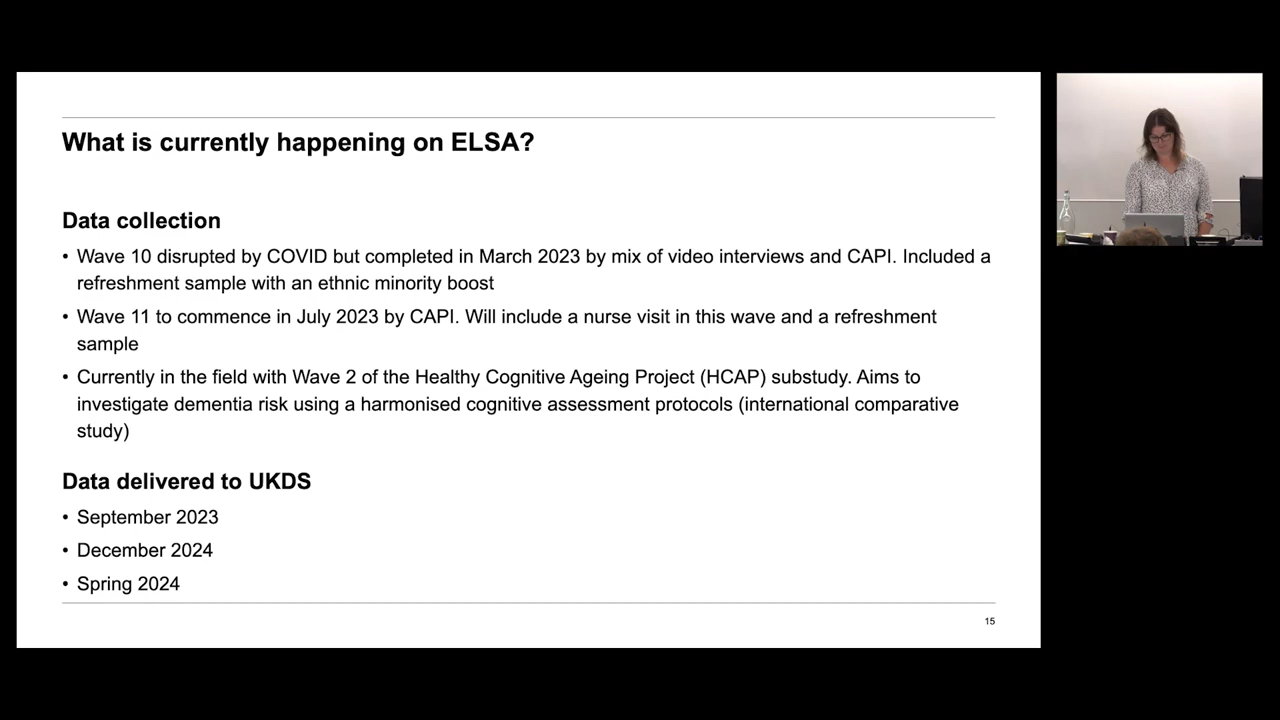 What is currently happening on ELSA?
Data collection
• Wave 10 disrupted by COVID but completed in March 2023 by mix of video interviews and CAPI. Included a
refreshment sample with an ethnic minority boost
• Wave 11 to commence in July 2023 by CAPI. Will include a nurse visit in this wave and a refreshment
sample
• Currently in the field with Wave 2 of the Healthy Cognitive Ageing Project (HCAP) substudy. Aims to
investigate dementia risk using a harmonised cognitive assessment protocols (international comparative
study)
Data delivered to UKDS
• September 2023
• December 2024
• Spring 2024
15